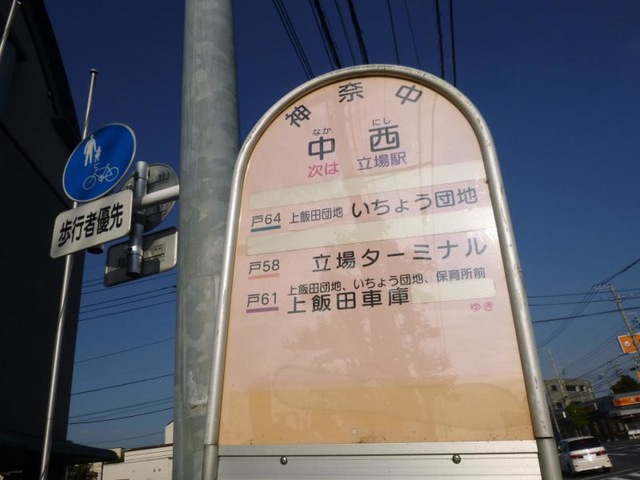 神奈中
なか にし
中 西
次は 立場駅
戸64 上飯田団地 いちょう団地
戸58 立場ターミナル
上飯田団地、いちょう団地、保育所前
戸61 上飯田車庫 ゆき
歩行者優先